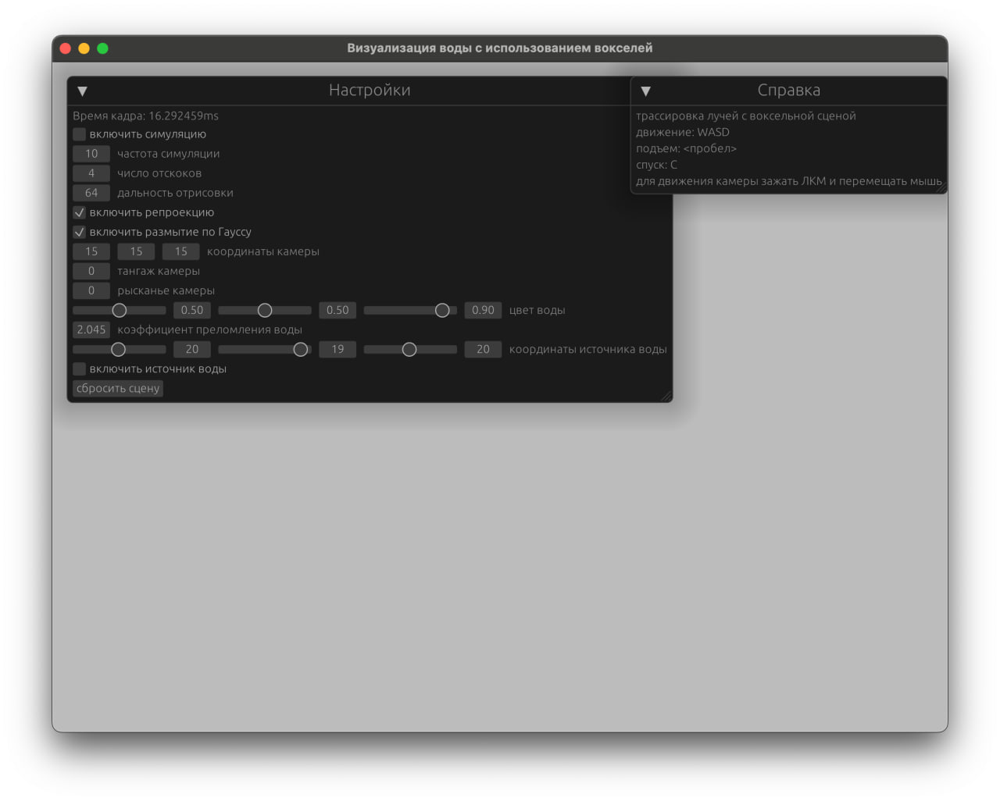 Визуализация воды с использованием вокселей
Настройки
Время кадра: 16.292459ms
включить симуляцию
10 частота симуляции
4 число отскоков
64 дальность отрисовки
включить репроекцию
включить размытие по Гауссу
15 15 15 координаты камеры
0 тангаж камеры
0 рысканье камеры
0.50 0.50 0.90 цвет воды
2.045 коэффициент преломления воды
20 19 20 координаты источника воды
включить источник воды
сбросить сцену
Справка
трассировка лучей с воксельной сценой
движение: WASD
подъем: <пробел>
спуск: C
для движения камеры зажать ЛКМ и перемещать мышь